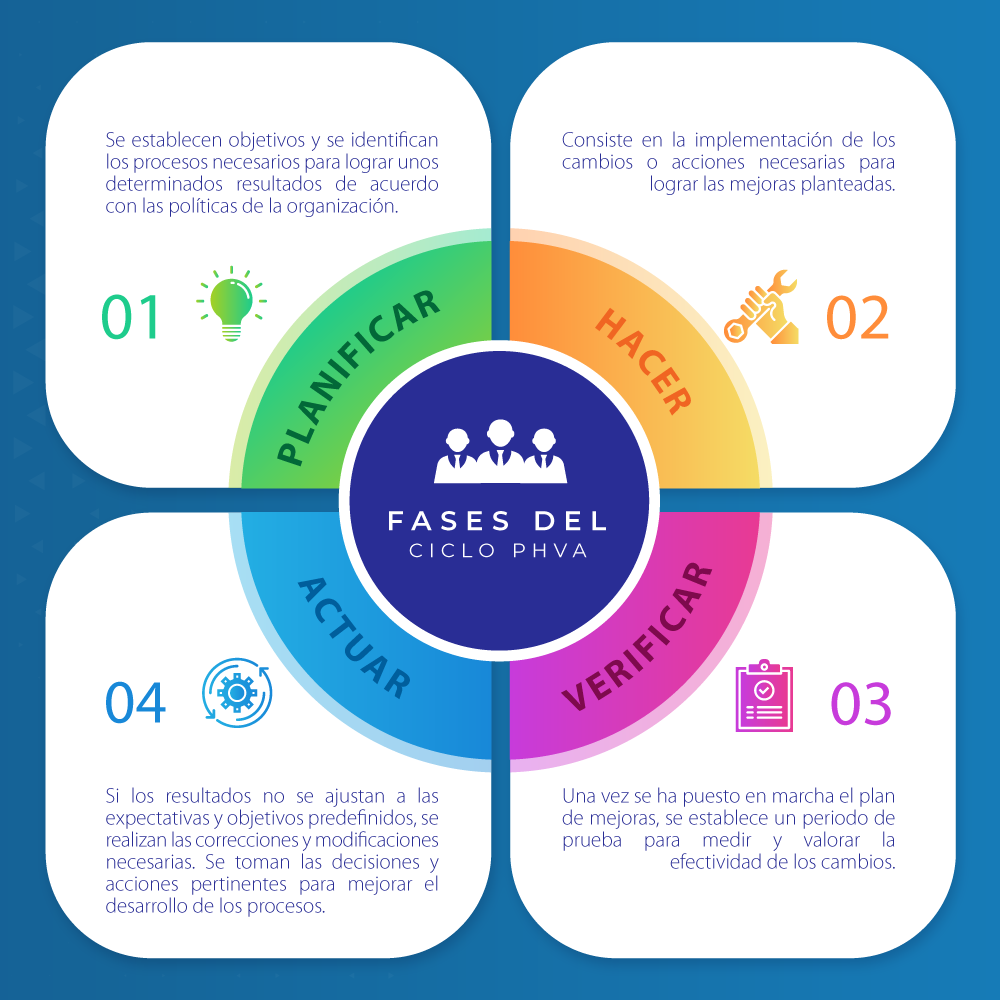 Se establecen objetivos y se identifican
los procesos necesarios para lograr unos
determinados resultados de acuerdo
con las políticas de la organización.
01
PLANIFICAR
Consiste en la implementación de los
cambios o acciones necesarias para
lograr las mejoras planteadas.
HACER
02
FASES DEL
CICLO PHVA
VERIFICAR
03
Una vez se ha puesto en marcha el plan
de mejoras, se establece un periodo de
prueba para medir y valorar la
efectividad de los cambios.
ACTUAR
04
Si los resultados no se ajustan a las
expectativas y objetivos predefinidos, se
realizan las correcciones y modificaciones
necesarias. Se toman las decisiones y
acciones pertinentes para mejorar el
desarrollo de los procesos.